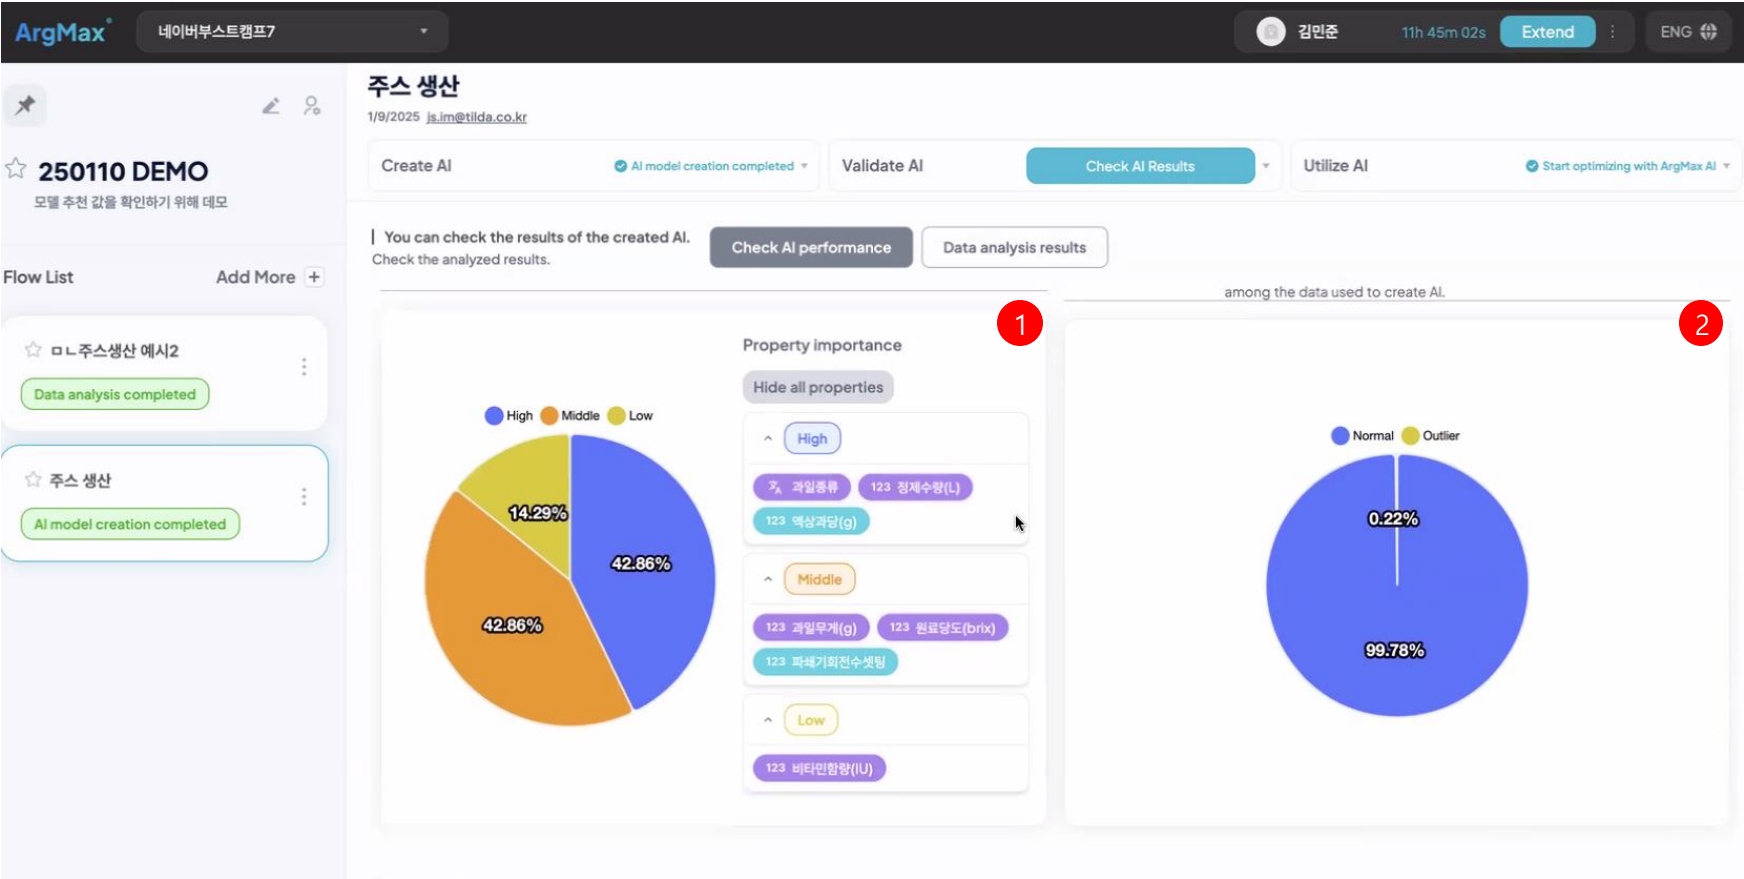 ArgMax
네이버부스트캠프7
김민준
11h 45m 02s
Extend
ENG
250110 DEMO
모델 추천 값을 확인하기 위해 데모
Flow List
Add More +
ㅁㄴ주스생산 예시2
Data analysis completed
주스 생산
AI model creation completed
주스 생산
1/9/2025 js.im@tilda.co.kr
Create AI
AI model creation completed
Validate AI
Check AI Results
Utilize AI
Start optimizing with ArgMax AI
You can check the results of the created AI.
Check the analyzed results.
Check AI performance
Data analysis results
among the data used to create AI.
1
High Middle Low
14.29%
42.86%
42.86%
Property importance
Hide all properties
High
과일종류
123 정제수량(L)
123 액상과당(g)
Middle
123 과일무게(g)
123 원료당도(brix)
123 파쇄기회전수셋팅
Low
123 비타민함량(IU)
2
Normal Outlier
0.22%
99.78%